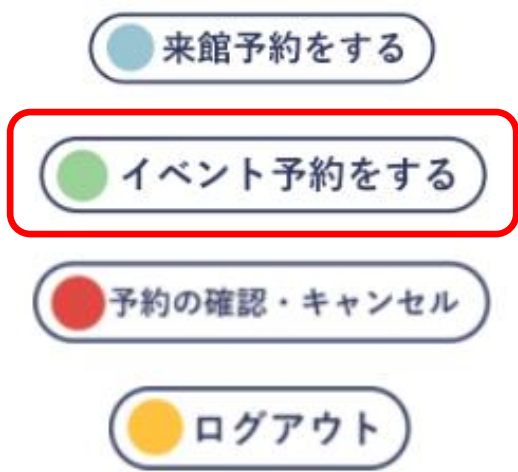 来館予約をする
イベント予約をする
予約の確認・キャンセル
ログアウト